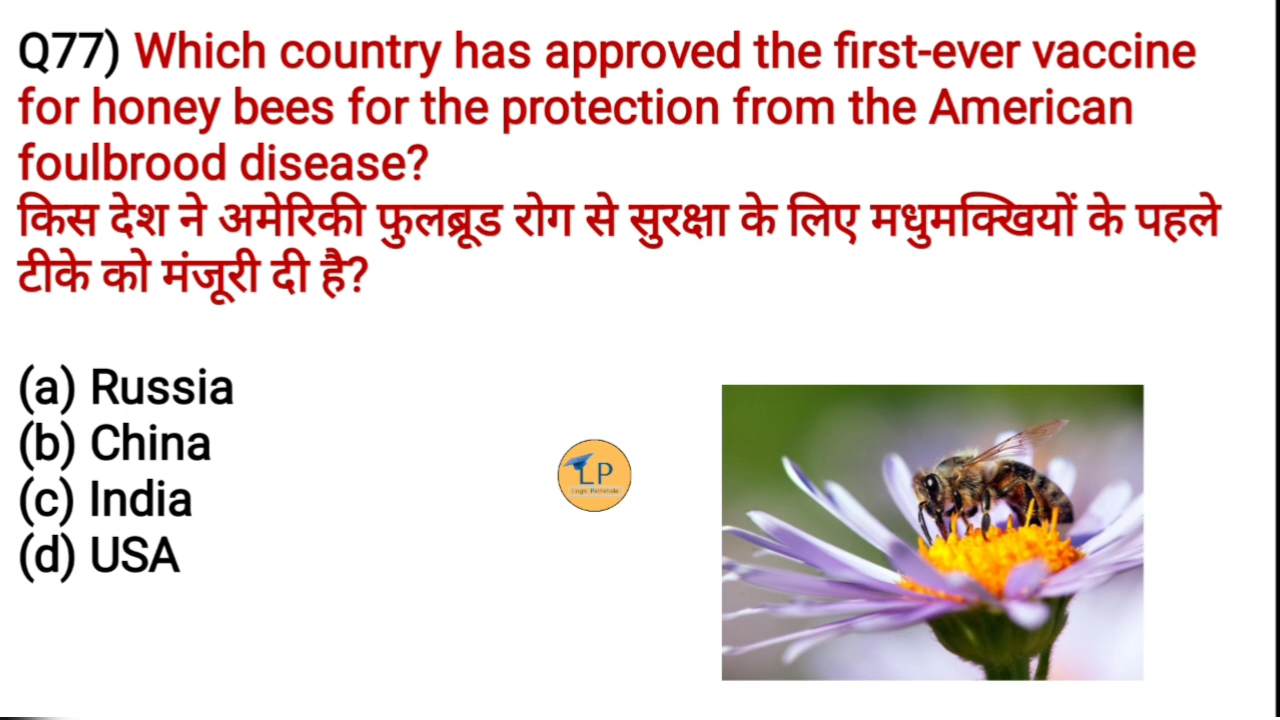 Q77) Which country has approved the first-ever vaccine
for honey bees for the protection from the American
foulbrood disease?
किस देश ने अमेरिकी फुलब्रूड रोग से सुरक्षा के लिए मधुमक्खियों के पहले
टीके को मंजूरी दी है?
(a) Russia
(b) China
(c) India
(d) USA
LP